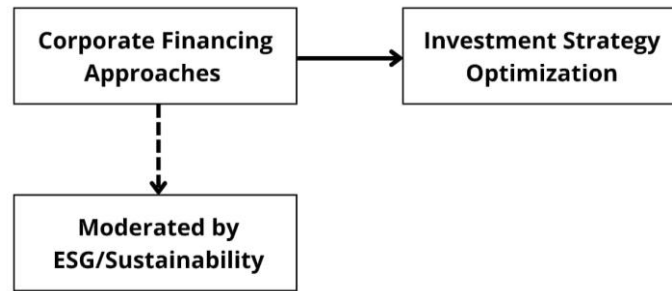 Corporate Financing
Approaches
Investment Strategy
Optimization
Moderated by
ESG/Sustainability